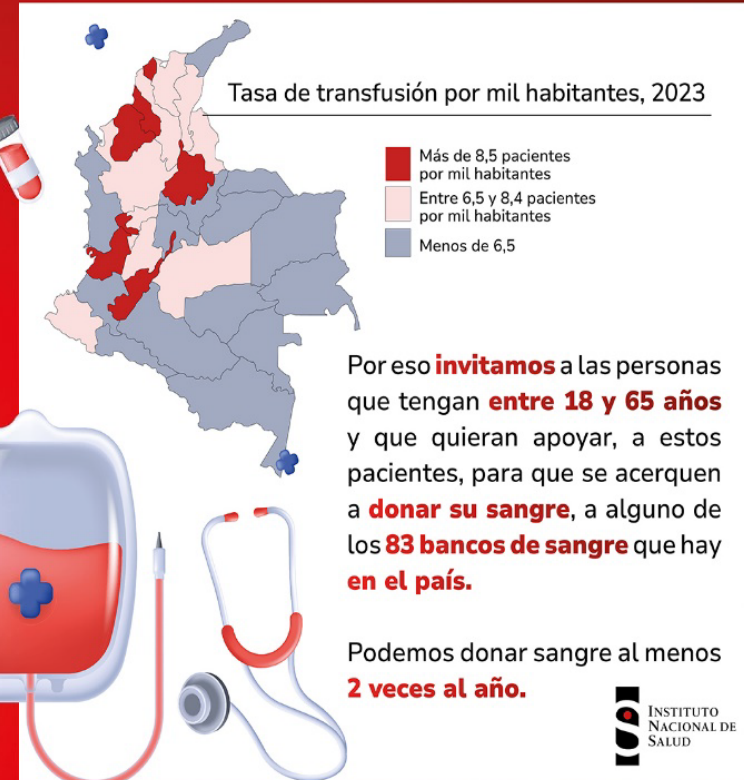 Tasa de transfusión por mil habitantes, 2023
Más de 8,5 pacientes
por mil habitantes
Entre 6,5 y 8,4 pacientes
por mil habitantes
Menos de 6,5
Por eso invitamos a las personas
que tengan entre 18 y 65 años
y que quieran apoyar, a estos
pacientes, para que se acerquen
a donar su sangre, a alguno de
los 83 bancos de sangre que hay
en el país.
Podemos donar sangre al menos
2 veces al año.
INSTITUTO
NACIONAL DE
SALUD